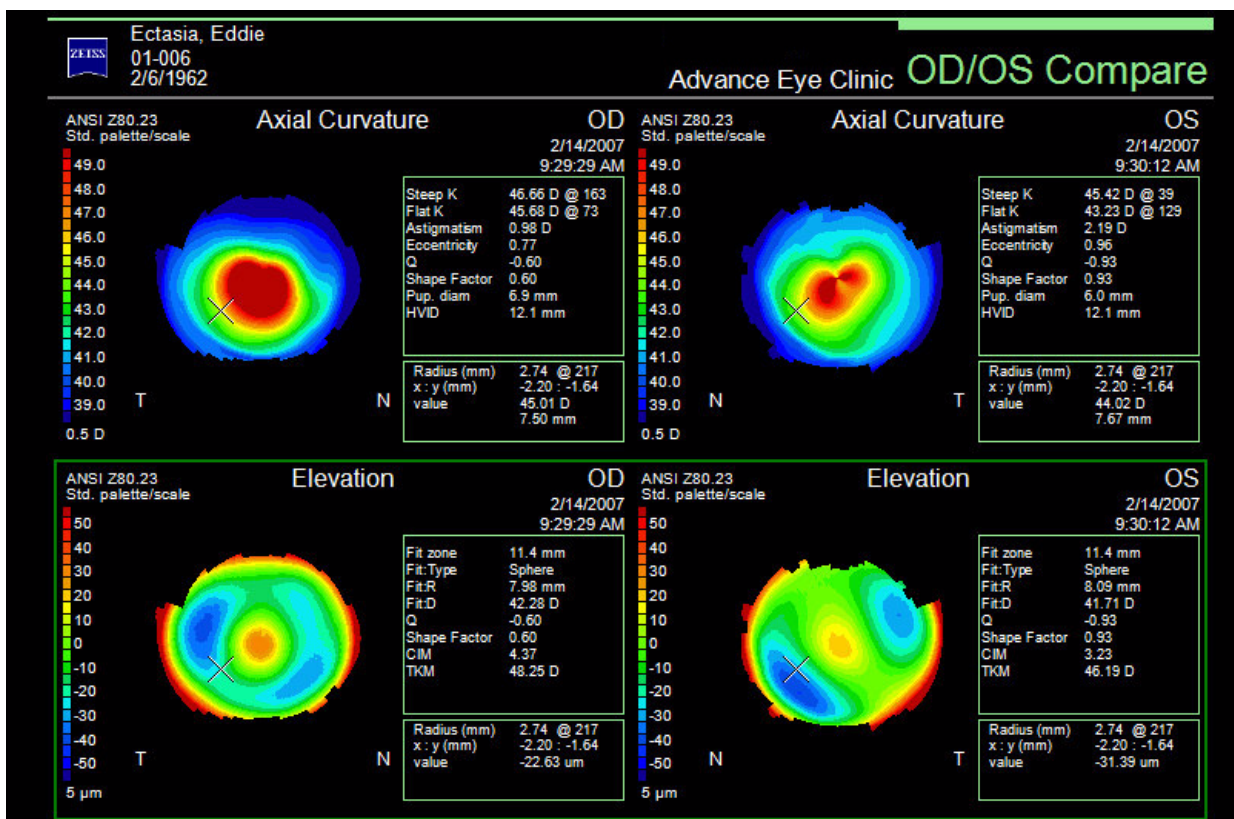 ZEISS
Ectasia, Eddie
01-006
2/6/1962
Advance Eye Clinic
OD/OS Compare
ANSI Z80.23
Std. palette/scale
Axial Curvature
OD
2/14/2007
9:29:29 AM
49.0
48.0
47.0
46.0
45.0
44.0
43.0
42.0
41.0
40.0
39.0
0.5 D
T
N
Steep K 46.66 D @ 163
Flat K 45.68 D @ 73
Astigmatism 0.98 D
Eccentricity 0.77
Q -0.60
Shape Factor 0.60
Pup. diam 6.9 mm
HVID 12.1 mm
Radius (mm) 2.74 @ 217
x : y (mm) -2.20 : -1.64
value 45.01 D
7.50 mm
ANSI Z80.23
Std. palette/scale
Axial Curvature
OS
2/14/2007
9:30:12 AM
49.0
48.0
47.0
46.0
45.0
44.0
43.0
42.0
41.0
40.0
39.0
0.5 D
N
T
Steep K 45.42 D @ 39
Flat K 43.23 D @ 129
Astigmatism 2.19 D
Eccentricity 0.96
Q -0.93
Shape Factor 0.93
Pup. diam 6.0 mm
HVID 12.1 mm
Radius (mm) 2.74 @ 217
x : y (mm) -2.20 : -1.64
value 44.02 D
7.67 mm
ANSI Z80.23
Std. palette/scale
Elevation
OD
2/14/2007
9:29:29 AM
50
40
30
20
10
0
-10
-20
-30
-40
-50
5 µm
T
N
Fit zone 11.4 mm
Fit:Type Sphere
Fit:R 7.98 mm
Fit:D 42.28 D
Q -0.60
Shape Factor 0.60
CIM 4.37
TKM 48.25 D
Radius (mm) 2.74 @ 217
x : y (mm) -2.20 : -1.64
value -22.63 um
ANSI Z80.23
Std. palette/scale
Elevation
OS
2/14/2007
9:30:12 AM
50
40
30
20
10
0
-10
-20
-30
-40
-50
5 µm
N
T
Fit zone 11.4 mm
Fit:Type Sphere
Fit:R 8.09 mm
Fit:D 41.71 D
Q -0.93
Shape Factor 0.93
CIM 3.23
TKM 46.19 D
Radius (mm) 2.74 @ 217
x : y (mm) -2.20 : -1.64
value -31.39 um